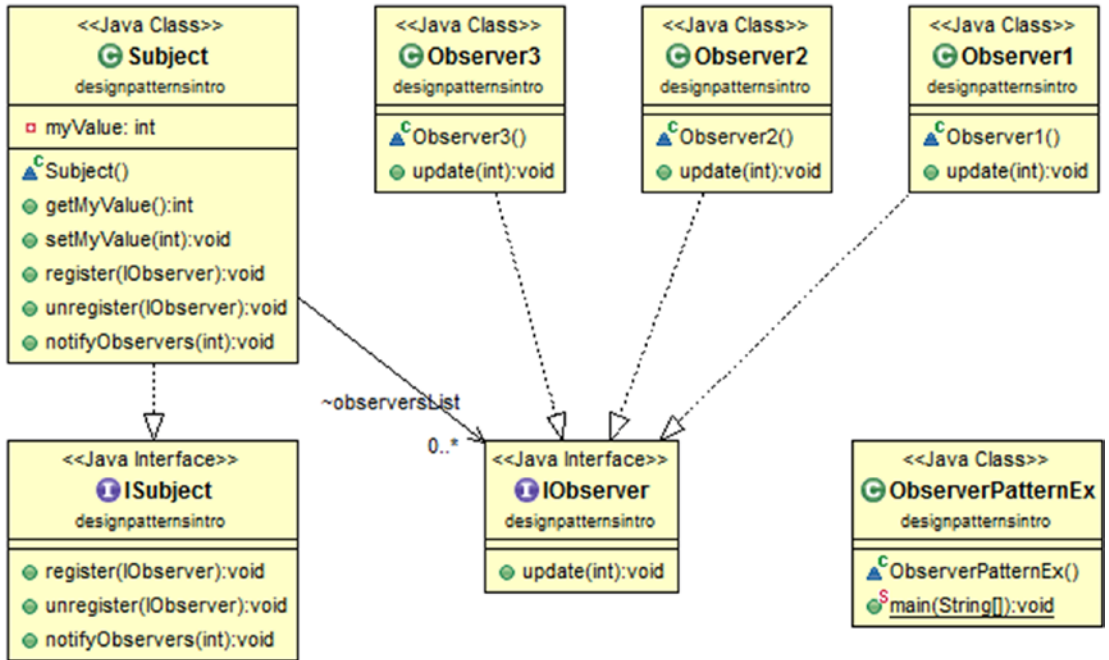 <<Java Class>>
Subject
designpatternsintro
myValue: int
Subject()
getMyValue():int
setMyValue(int):void
register(IObserver):void
unregister(IObserver):void
notifyObservers(int):void
<<Java Class>>
Observer3
designpatternsintro
Observer3()
update(int):void
<<Java Class>>
Observer2
designpatternsintro
Observer2()
update(int):void
<<Java Class>>
Observer1
designpatternsintro
Observer1()
update(int):void
~observersList
0..*
<<Java Interface>>
ISubject
designpatternsintro
register(IObserver):void
unregister(IObserver):void
notifyObservers(int):void
<<Java Interface>>
IObserver
designpatternsintro
update(int):void
<<Java Class>>
ObserverPatternEx
designpatternsintro
ObserverPatternEx()
main(String[]):void